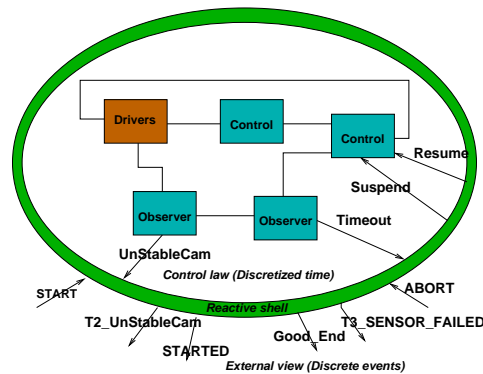 Drivers
Control
Control
Resume
Suspend
Observer
Observer
Timeout
UnStableCam
Control law (Discretized time)
START
ABORT
Reactive shell
T2_UnStableCam
Good_End
T3_SENSOR_FAILED
STARTED
External view (Discrete events)